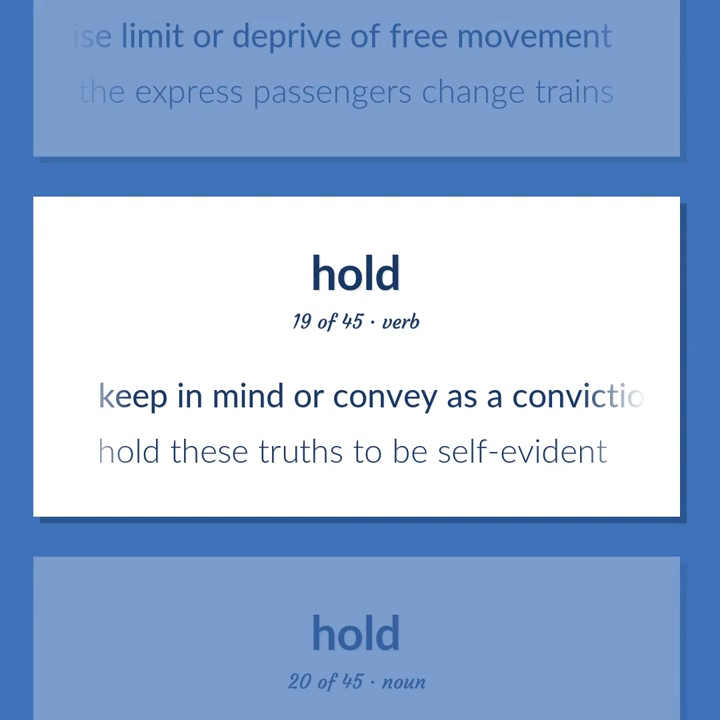 ise limit or deprive of free movement
the express passengers change trains
hold
19 of 45 · verb
keep in mind or convey as a convictio
hold these truths to be self-evident
hold
20 of 45 · noun